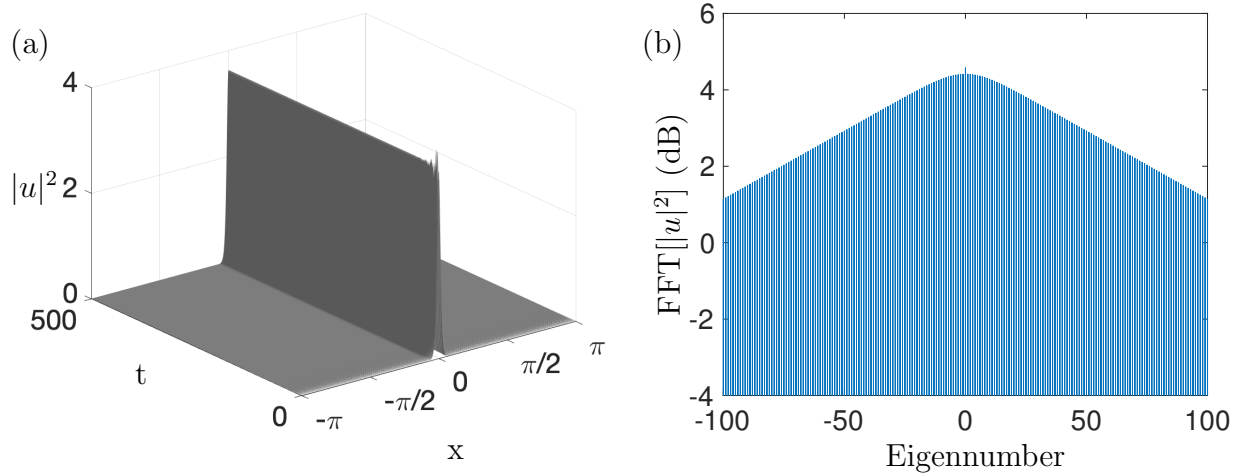 (a)
4
|u|² 2
0
500
t
0
-π
-π/2
0
π/2
π
x
(b)
6
4
2
0
-2
-4
FFT[|u|²] (dB)
-100
-50
0
50
100
Eigennumber